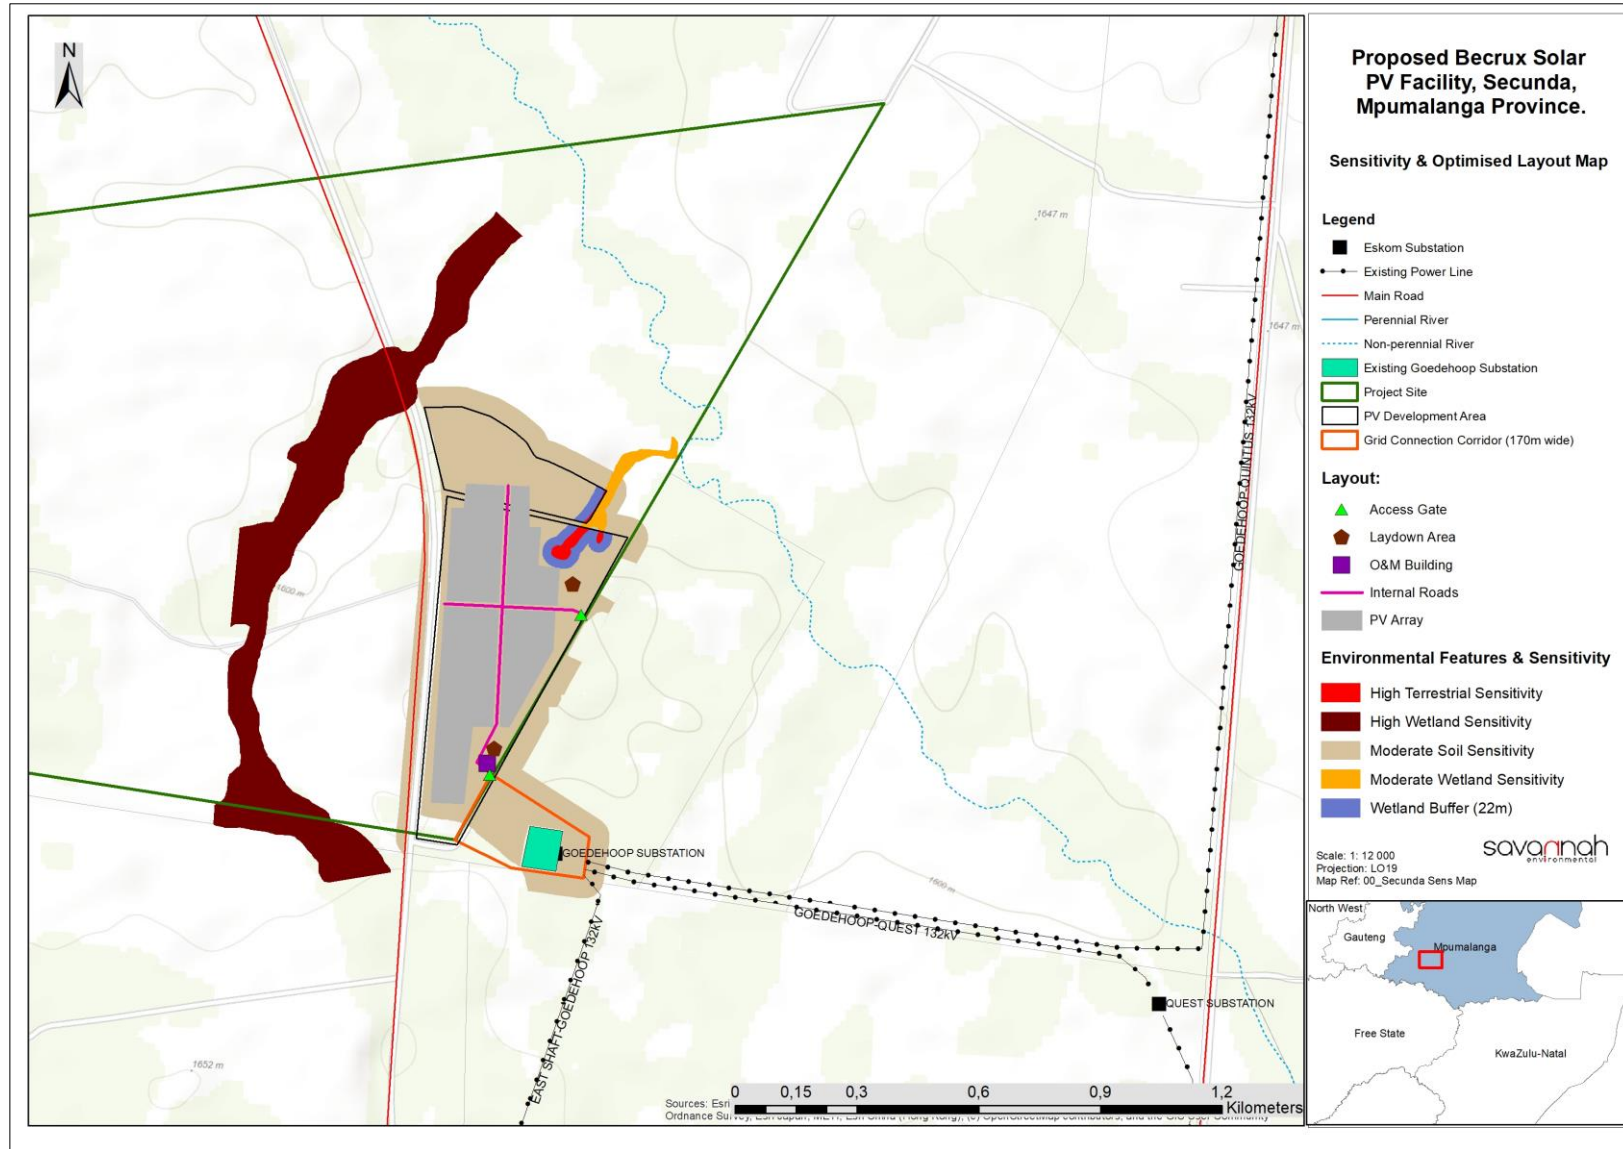 N
1647 m
1647 m
1600 m
1600 m
1652 m
GOEDEHOOP-QUINTUS 132kV
GOEDEHOOP SUBSTATION
GOEDEHOOP-QUEST 132kV
EAST SHAFT-GOEDEHOOP 132kV
QUEST SUBSTATION
0 0,15 0,3 0,6 0,9 1,2
Kilometers
Sources: Esri
Proposed Becrux Solar
PV Facility, Secunda,
Mpumalanga Province.
Sensitivity & Optimised Layout Map
Legend
Eskom Substation
Existing Power Line
Main Road
Perennial River
Non-perennial River
Existing Goedehoop Substation
Project Site
PV Development Area
Grid Connection Corridor (170m wide)
Layout:
Access Gate
Laydown Area
O&M Building
Internal Roads
PV Array
Environmental Features & Sensitivity
High Terrestrial Sensitivity
High Wetland Sensitivity
Moderate Soil Sensitivity
Moderate Wetland Sensitivity
Wetland Buffer (22m)
savannah
environmental
Scale: 1: 12 000
Projection: LO19
Map Ref: 00_Secunda Sens Map
North West
Gauteng
Mpumalanga
Free State
KwaZulu-Natal